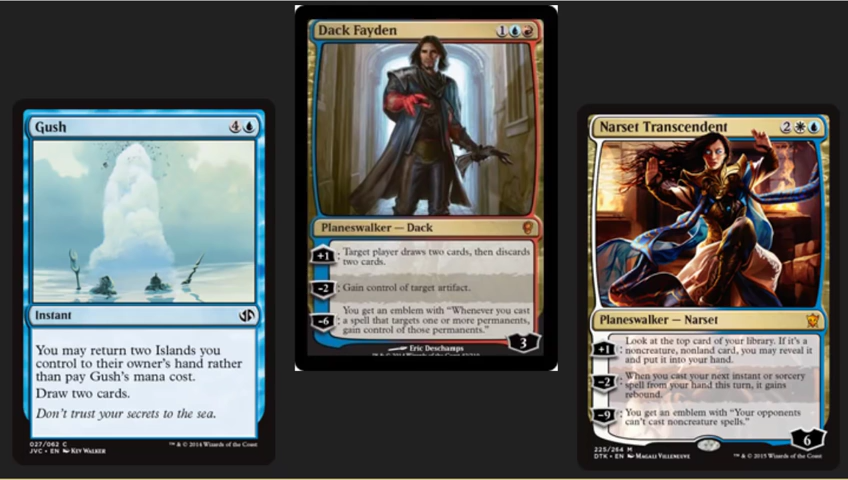 Gush 4
Instant
You may return two Islands you
control to their owner's hand rather
than pay Gush's mana cost.
Draw two cards.
Don't trust your secrets to the sea.
027/062 C
JVC • EN Kev Walker
™ & © 2014 Wizards of the Coast
Dack Fayden 1
Planeswalker — Dack
+1: Target player draws two cards, then discards
two cards.
-2: Gain control of target artifact.
-6: You get an emblem with "Whenever you cast
a spell that targets one or more permanents,
gain control of those permanents."
Eric Deschamps
3
Narset Transcendent 2
Planeswalker — Narset
+1: Look at the top card of your library. If it's a
noncreature, nonland card, you may reveal it
and put it into your hand.
-2: When you cast your next instant or sorcery
spell from your hand this turn, it gains
rebound.
-9: You get an emblem with "Your opponents
can't cast noncreature spells."
6
225/264 M
DTK • EN Magali Villeneuve
™ & © 2015 Wizards of the Coast